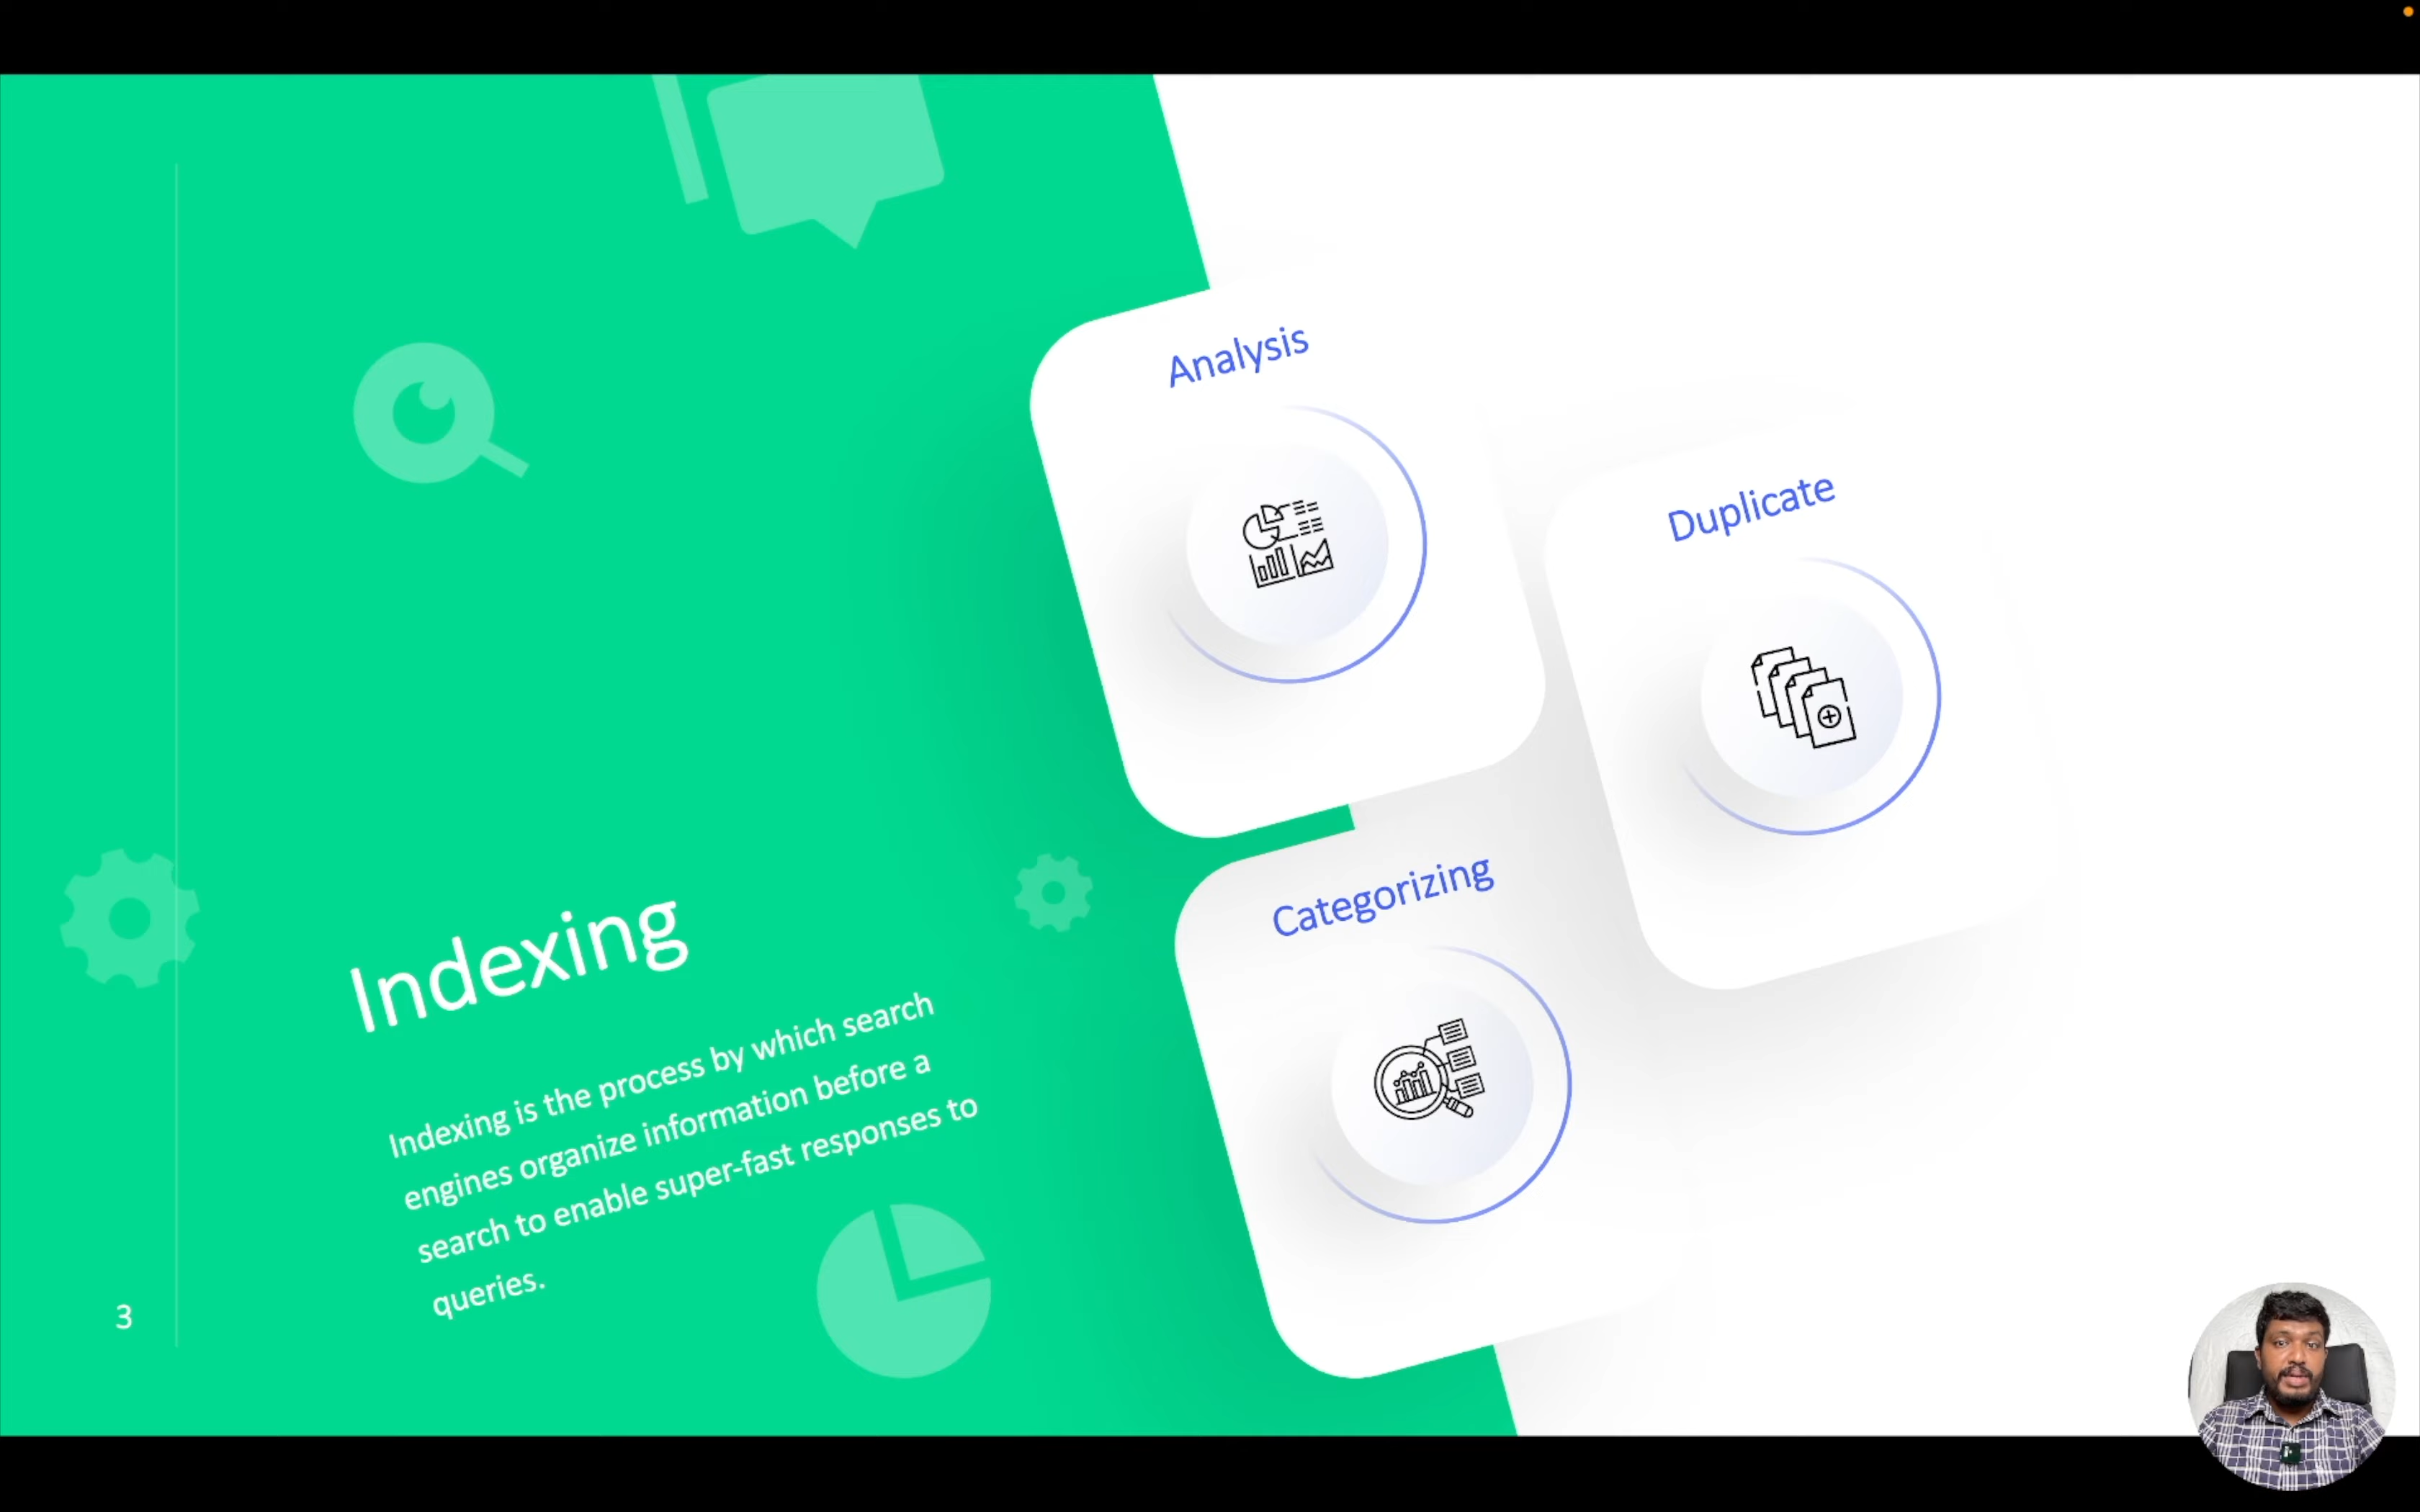 Analysis
Duplicate
Categorizing
Indexing
Indexing is the process by which search
engines organize information before a
search to enable super-fast responses to
queries.
3